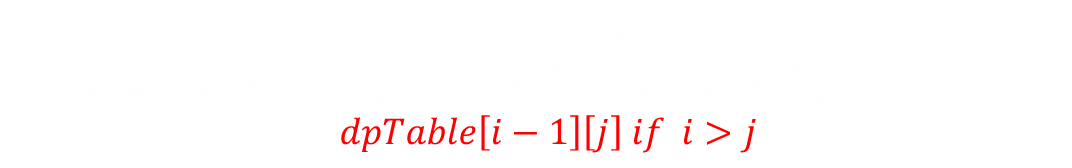 dpTable[i − 1][j] if i > j